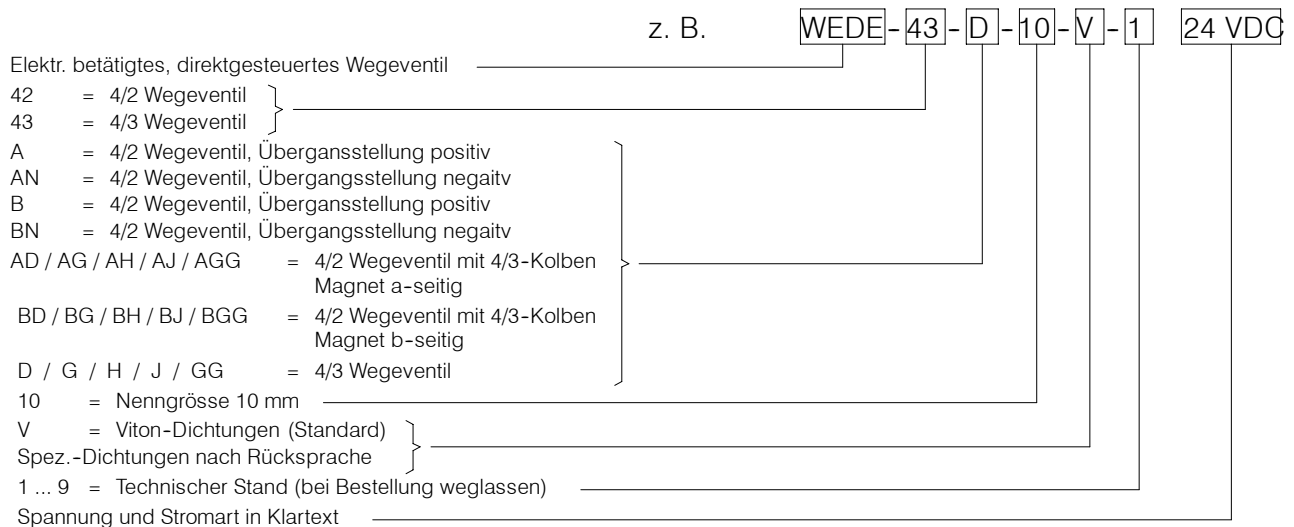 z. B. WEDE-43-D-10-V-1 24 VDC
Elektr. betätigtes, direktgesteuertes Wegeventil
42 = 4/2 Wegeventil
43 = 4/3 Wegeventil
A = 4/2 Wegeventil, Übergansstellung positiv
AN = 4/2 Wegeventil, Übergangsstellung negaitv
B = 4/2 Wegeventil, Übergansstellung positiv
BN = 4/2 Wegeventil, Übergangsstellung negaitv
AD / AG / AH / AJ / AGG = 4/2 Wegeventil mit 4/3-Kolben
Magnet a-seitig
BD / BG / BH / BJ / BGG = 4/2 Wegeventil mit 4/3-Kolben
Magnet b-seitig
D / G / H / J / GG = 4/3 Wegeventil
10 = Nenngrösse 10 mm
V = Viton-Dichtungen (Standard)
Spez.-Dichtungen nach Rücksprache
1 ... 9 = Technischer Stand (bei Bestellung weglassen)
Spannung und Stromart in Klartext